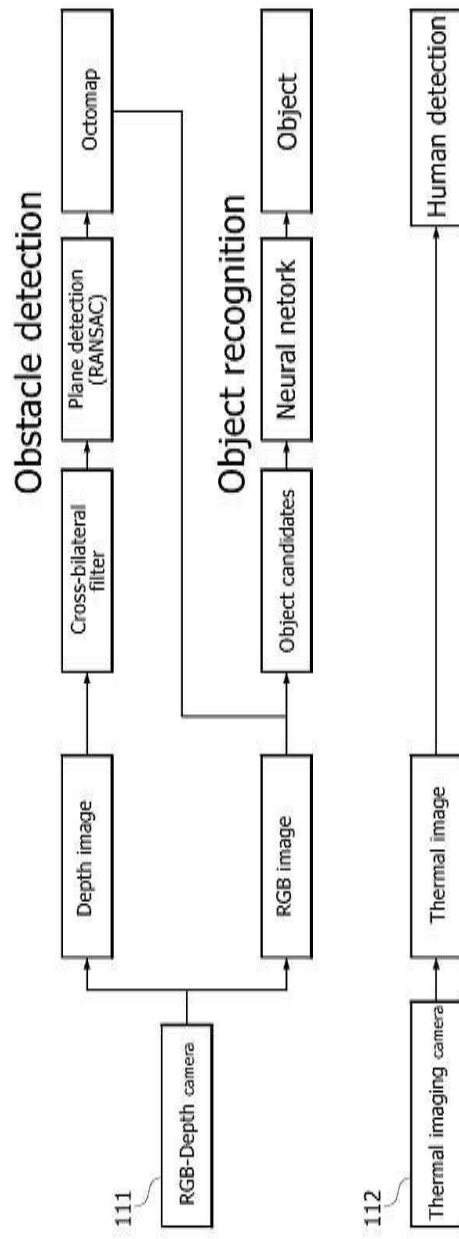 Obstacle detection
111
RGB-Depth camera
Depth image
Cross-bilateral
filter
Plane detection
(RANSAC)
Octomap
Object recognition
RGB image
Object candidates
Neural netork
Object
112
Thermal imaging camera
Thermal image
Human detection